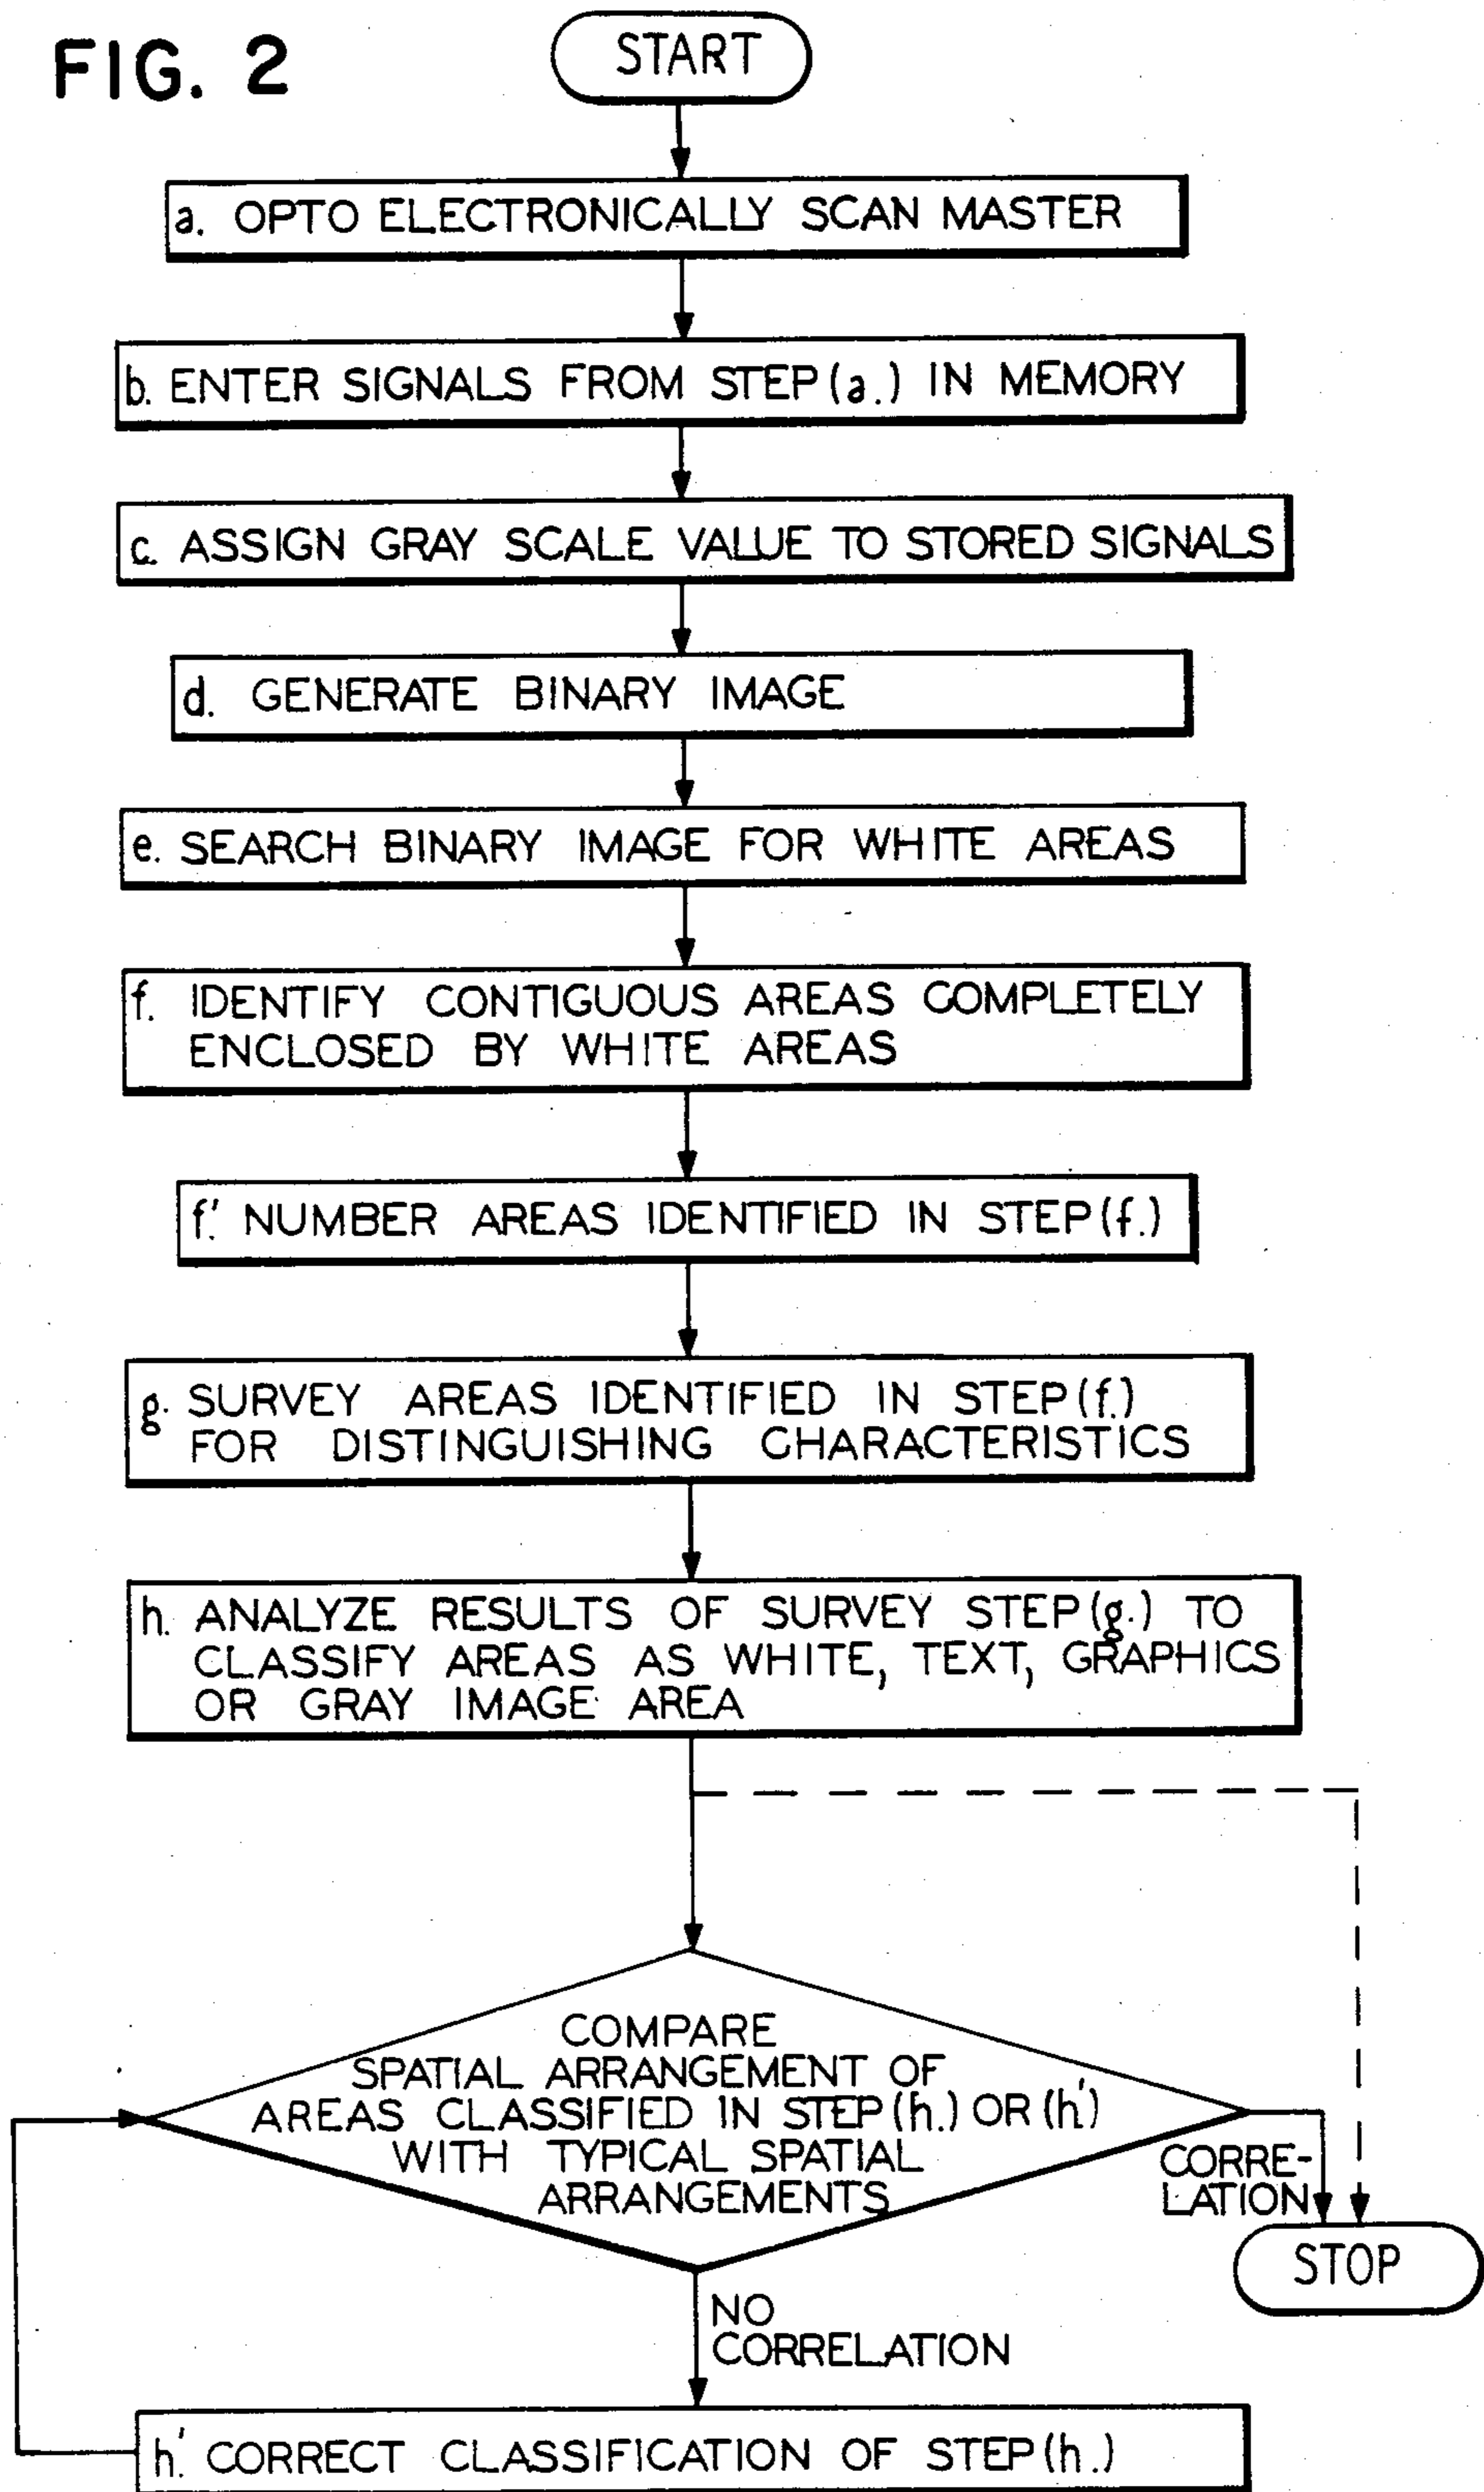 FIG. 2
START
a. OPTO ELECTRONICALLY SCAN MASTER
b. ENTER SIGNALS FROM STEP (a.) IN MEMORY
c. ASSIGN GRAY SCALE VALUE TO STORED SIGNALS
d. GENERATE BINARY IMAGE
e. SEARCH BINARY IMAGE FOR WHITE AREAS
f. IDENTIFY CONTIGUOUS AREAS COMPLETELY
ENCLOSED BY WHITE AREAS
f.' NUMBER AREAS IDENTIFIED IN STEP (f.)
g. SURVEY AREAS IDENTIFIED IN STEP (f.)
FOR DISTINGUISHING CHARACTERISTICS
h. ANALYZE RESULTS OF SURVEY STEP (g.) TO
CLASSIFY AREAS AS WHITE, TEXT, GRAPHICS
OR GRAY IMAGE AREA
COMPARE
SPATIAL ARRANGEMENT OF
AREAS CLASSIFIED IN STEP (h.) OR (h')
WITH TYPICAL SPATIAL
ARRANGEMENTS
CORRE-
LATION
STOP
NO
CORRELATION
h.' CORRECT CLASSIFICATION OF STEP (h.)